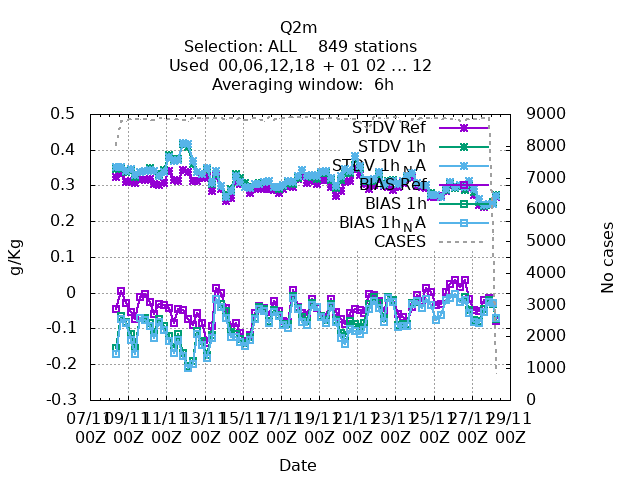 Q2m
Selection: ALL    849 stations
Used  00,06,12,18 + 01 02 ... 12
Averaging window:  6h
0.5
0.4
0.3
0.2
0.1
0
-0.1
-0.2
-0.3
g/Kg
9000
8000
7000
6000
5000
4000
3000
2000
1000
0
No cases
STDV Ref
STDV 1h
STDV 1h_NA
BIAS Ref
BIAS 1h
BIAS 1h_NA
CASES
07/11 09/11 11/11 13/11 15/11 17/11 19/11 21/11 23/11 25/11 27/11 29/11
00Z 00Z 00Z 00Z 00Z 00Z 00Z 00Z 00Z 00Z 00Z 00Z
Date